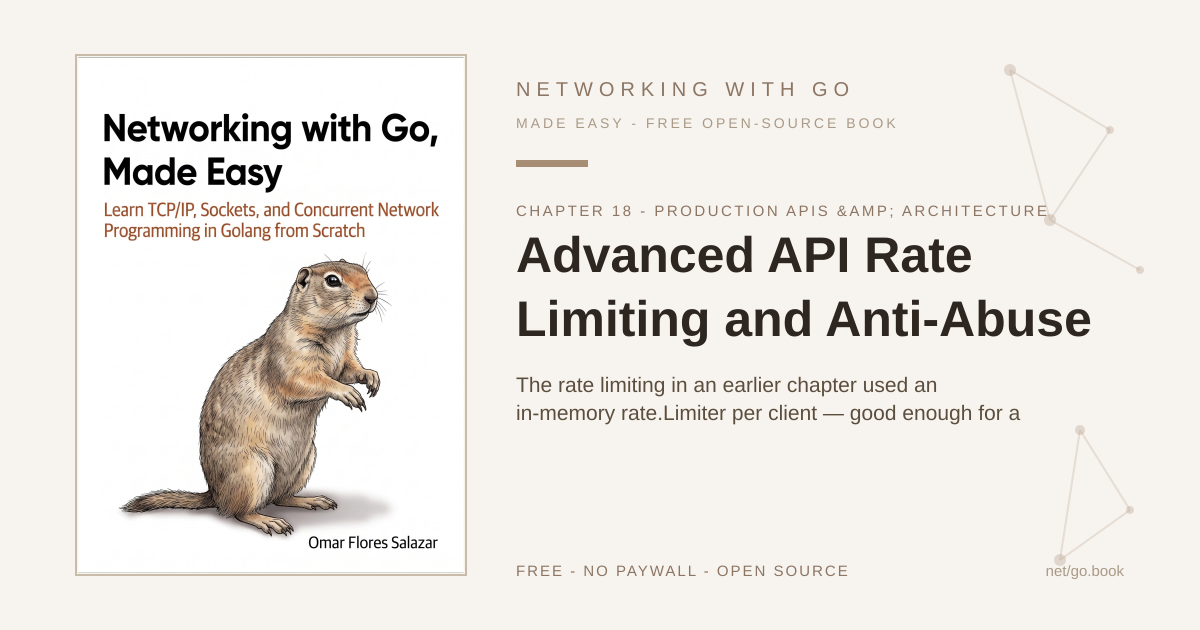 Networking with Go,
Made Easy
Learn TCP/IP, Sockets, and Concurrent Network
Programming in Golang from Scratch
Omar Flores Salazar
NETWORKING WITH GO
MADE EASY - FREE OPEN-SOURCE BOOK
CHAPTER 18 - PRODUCTION APIS &AMP; ARCHITECTURE
Advanced API Rate
Limiting and Anti-Abuse
The rate limiting in an earlier chapter used an
in-memory rate.Limiter per client — good enough for a
FREE - NO PAYWALL - OPEN SOURCE
net/go.book